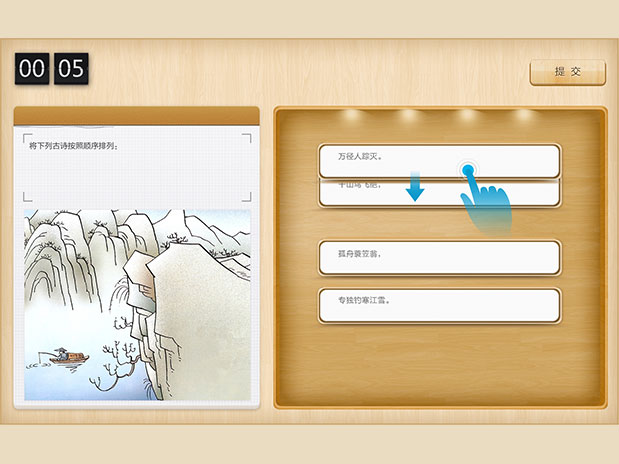 00 05
提 交
将下列古诗按照顺序排列：
万径人踪灭。
千山鸟飞绝，
孤舟蓑笠翁，
专独钓寒江雪。